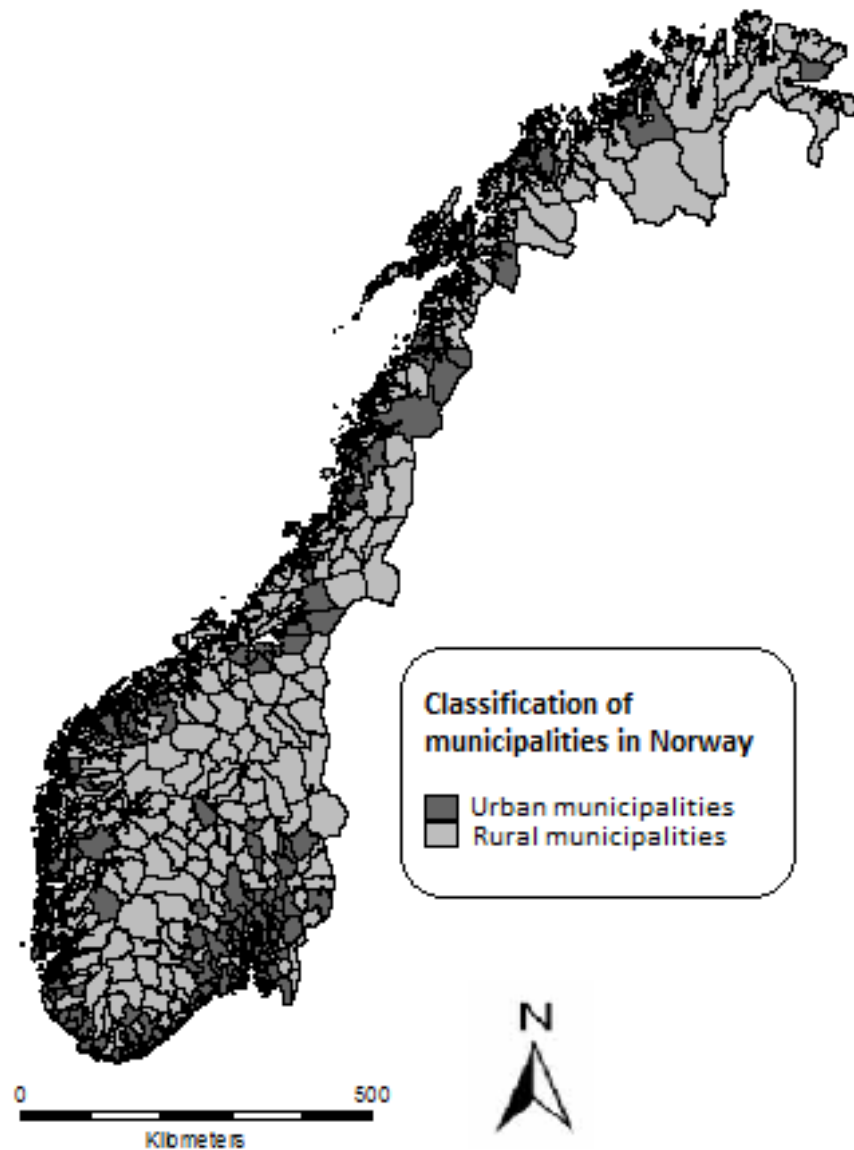 Classification of
municipalities in Norway
Urban municipalities
Rural municipalities
N
0 500
Kilometers